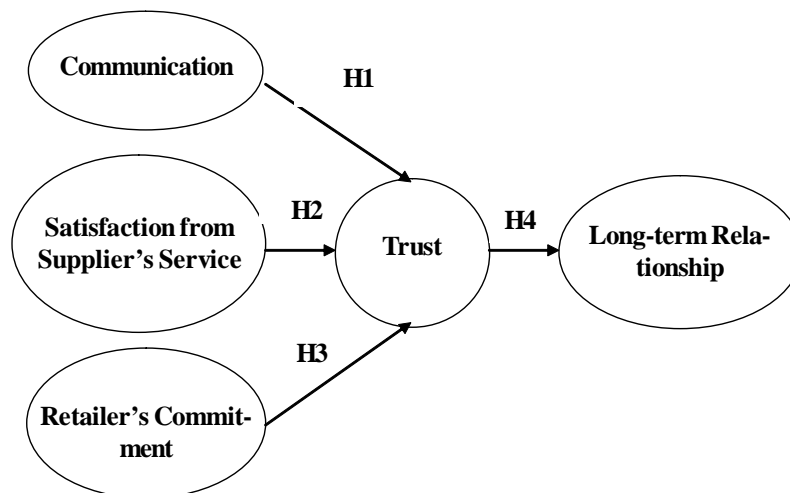 Communication
H1
Satisfaction from
Supplier's Service
H2
Trust
H4
Long-term Rela-
tionship
H3
Retailer's Commit-
ment